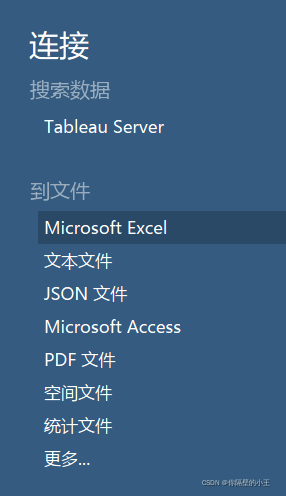 连接
搜索数据
Tableau Server
到文件
Microsoft Excel
文本文件
JSON 文件
Microsoft Access
PDF 文件
空间文件
统计文件
更多...
CSDN @你隔壁的小王